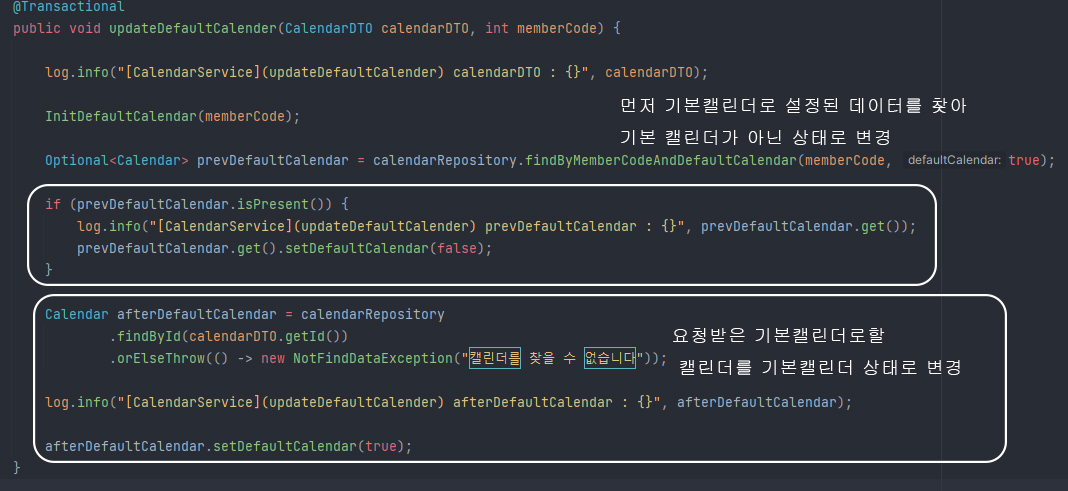 @Transactional
public void updateDefaultCalender(CalendarDTO calendarDTO, int memberCode) {
log.info("[CalendarService](updateDefaultCalender) calendarDTO : {}", calendarDTO);
먼저 기본캘린더로 설정된 데이터를 찾아
InitDefaultCalendar(memberCode);
기본 캘린더가 아닌 상태로 변경
Optional<Calendar> prevDefaultCalendar = calendarRepository.findByMemberCodeAndDefaultCalendar(memberCode, defaultCalendar: true);
if (prevDefaultCalendar.isPresent()) {
log.info("[CalendarService](updateDefaultCalender) prevDefaultCalendar : {}", prevDefaultCalendar.get());
prevDefaultCalendar.get().setDefaultCalendar(false);
}
Calendar afterDefaultCalendar = calendarRepository
.findById(calendarDTO.getId())
요청받은 기본캘린더로할
.orElseThrow(() -> new NotFindDataException("캘린더를 찾을 수 없습니다"));
캘린더를 기본캘린더 상태로 변경
log.info("[CalendarService](updateDefaultCalender) afterDefaultCalendar : {}", afterDefaultCalendar);
afterDefaultCalendar.setDefaultCalendar(true);
}